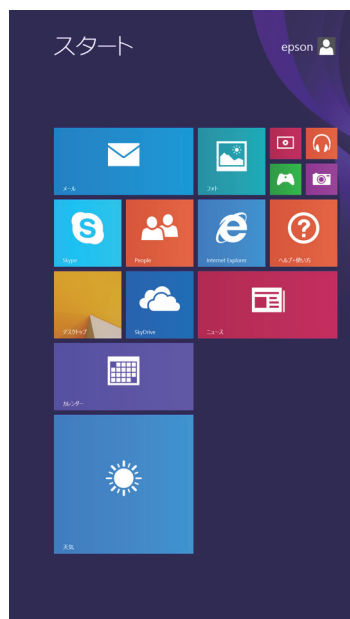 スタート
epson
メール
フォト
Skype
People
Internet Explorer
ヘルプ+使い方
デスクトップ
SkyDrive
ニュース
カレンダー
天気